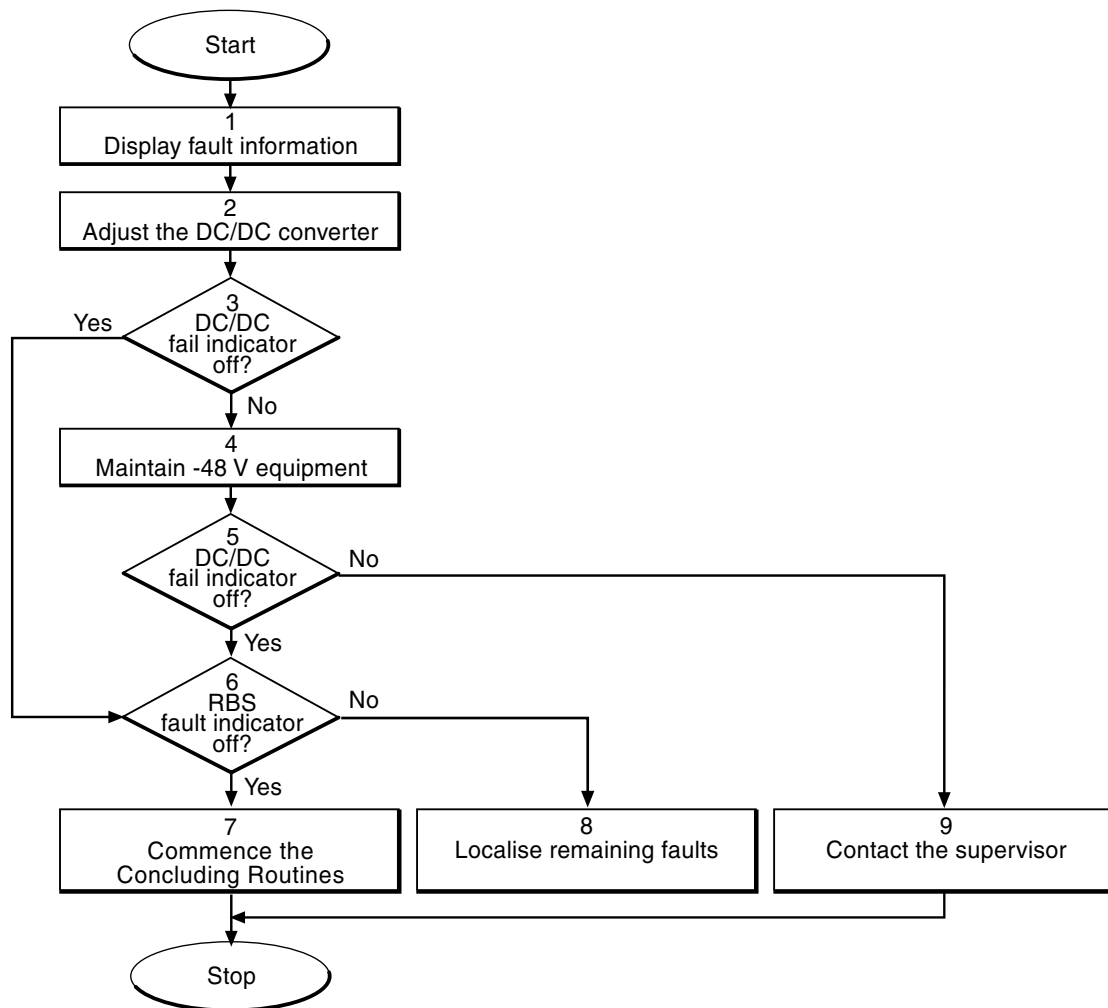 Start
1
Display fault information
2
Adjust the DC/DC converter
3
DC/DC
fail indicator
off?
Yes
No
4
Maintain -48 V equipment
5
DC/DC
fail indicator
off?
No
Yes
6
RBS
fault indicator
off?
No
Yes
7
Commence the
Concluding Routines
8
Localise remaining faults
9
Contact the supervisor
Stop